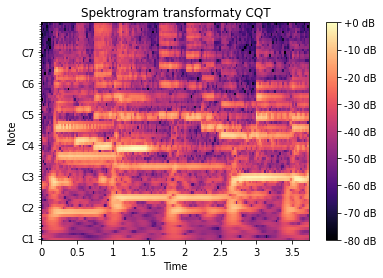 Spektrogram transformaty CQT
Note
C7
C6
C5
C4
C3
C2
C1
0 0.5 1 1.5 2 2.5 3 3.5
Time
+0 dB
-10 dB
-20 dB
-30 dB
-40 dB
-50 dB
-60 dB
-70 dB
-80 dB